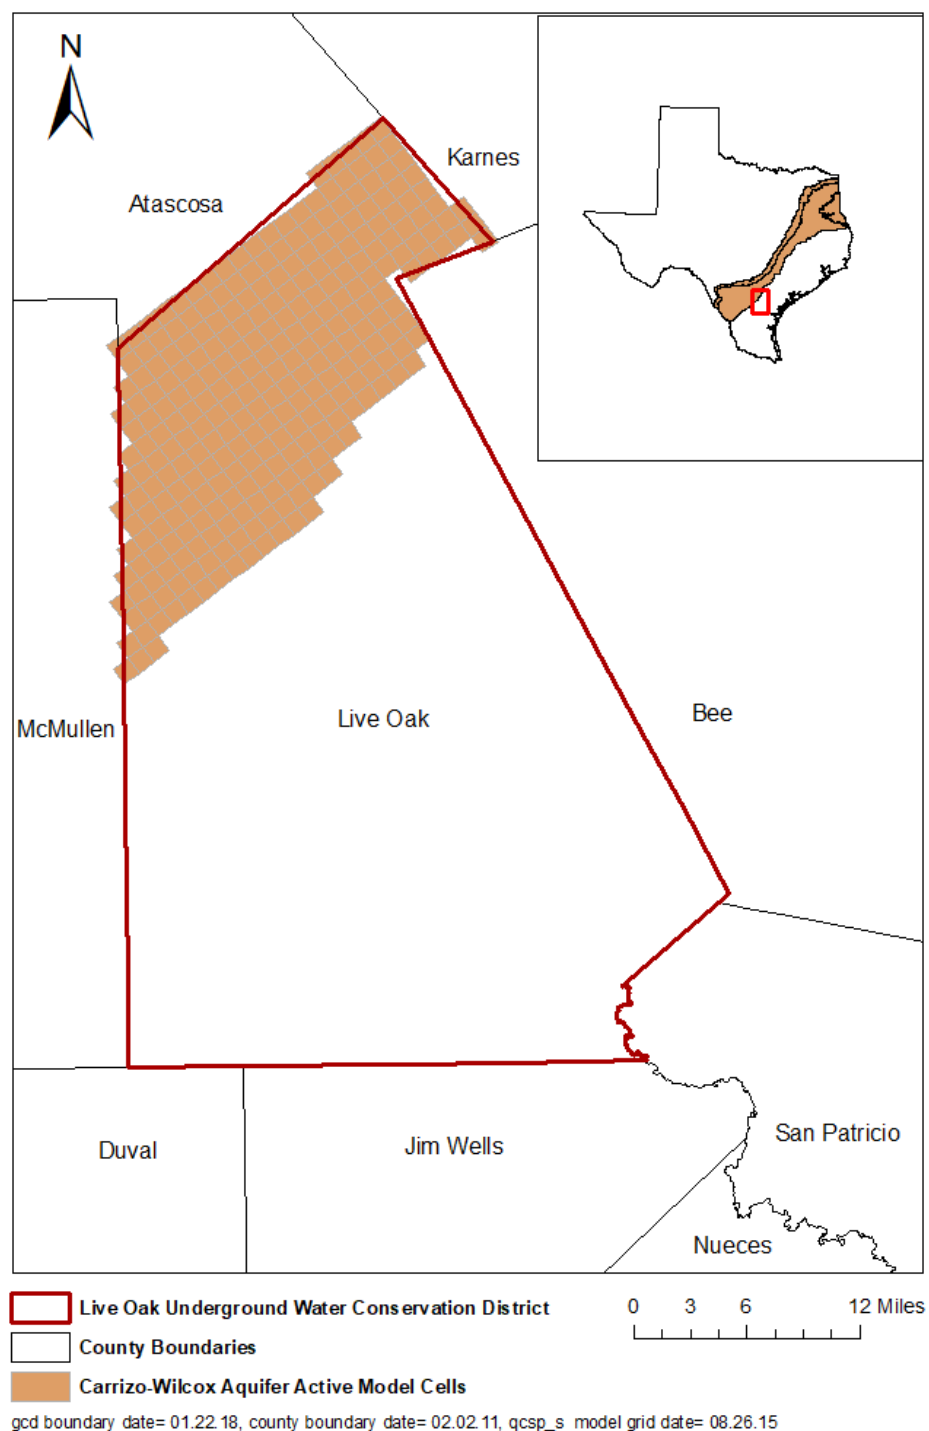 N
Karnes
Atascosa
McMullen
Live Oak
Bee
Duval
Jim Wells
San Patricio
Nueces
Live Oak Underground Water Conservation District
County Boundaries
Carrizo-Wilcox Aquifer Active Model Cells
0 3 6 12 Miles
gcd boundary date= 01.22.18, county boundary date= 02.02.11, qcsp_s model grid date= 08.26.15